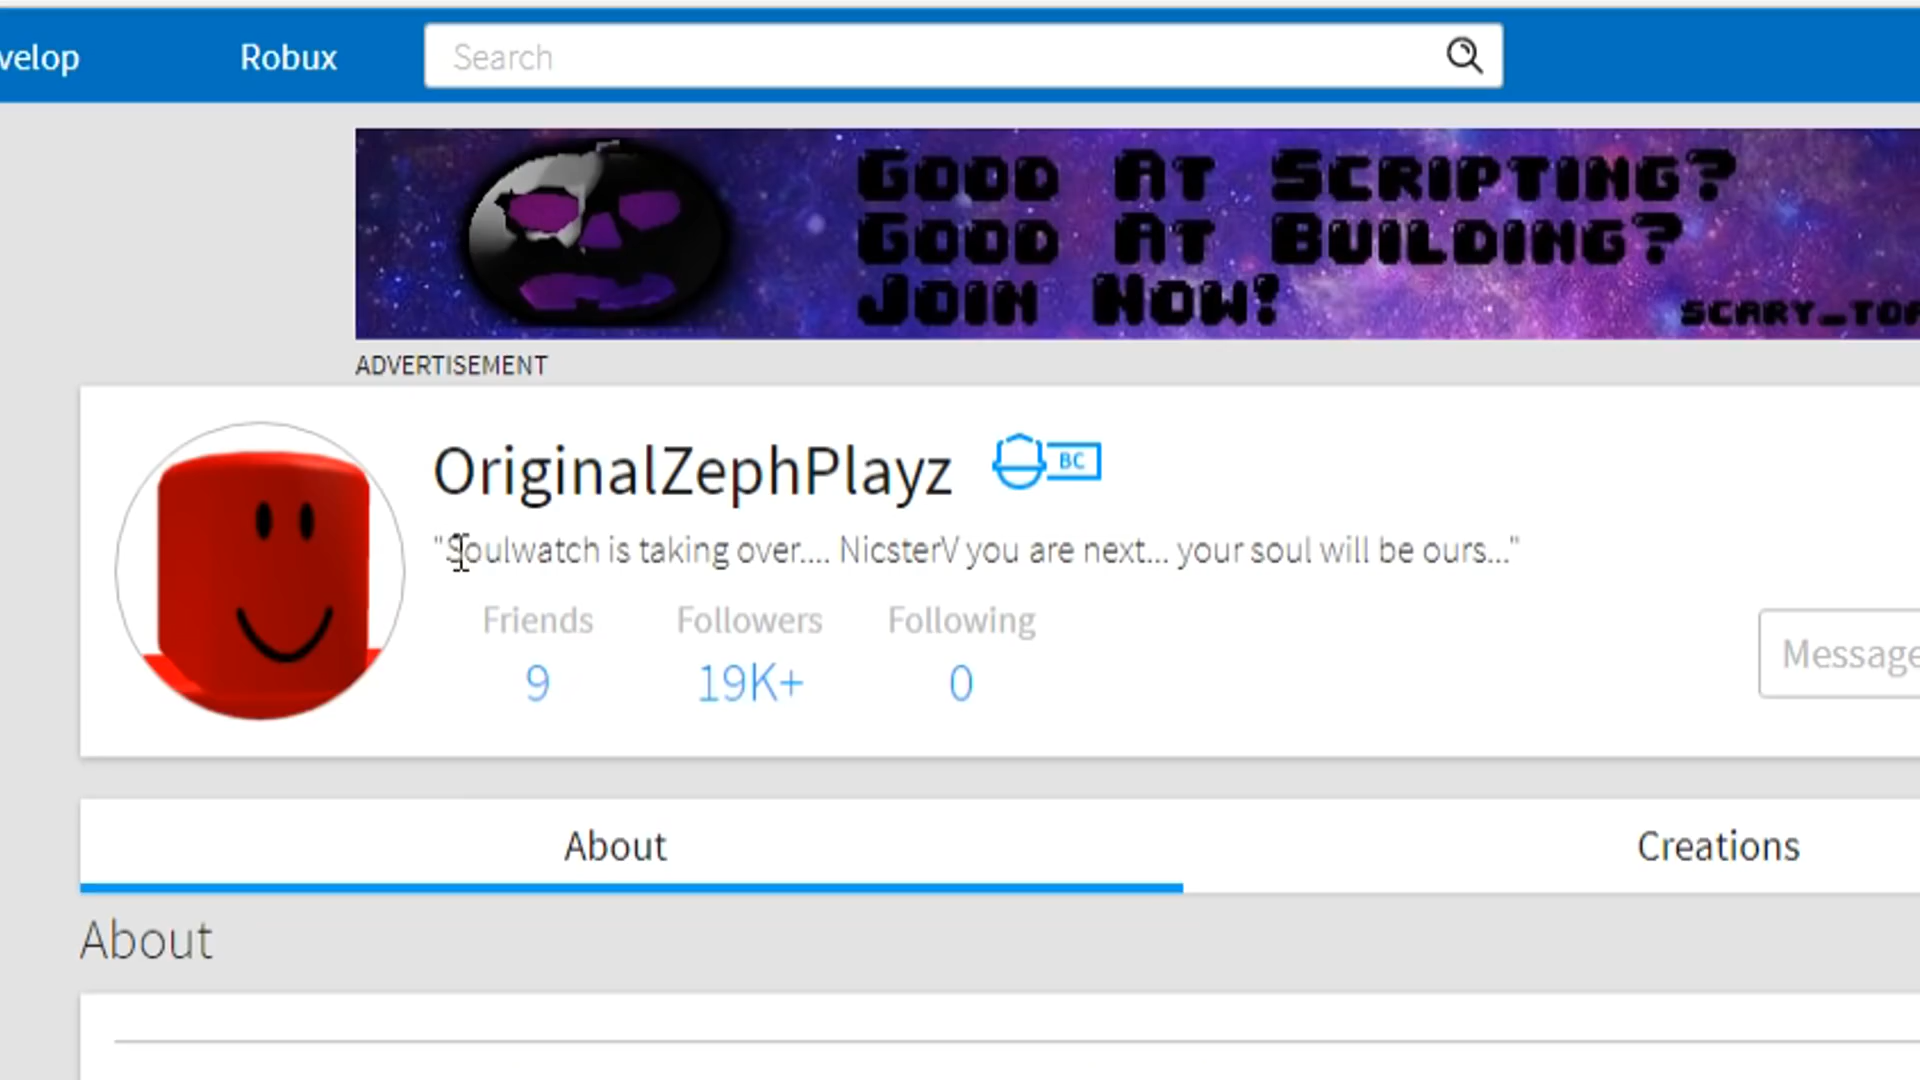 velop Robux Search
Good At Scripting?
Good At Building?
Join Now!
SCARY_TOP
ADVERTISEMENT
OriginalZephPlayz BC
"Soulwatch is taking over.... NicsterV you are next... your soul will be ours..."
Friends Followers Following
9 19K+ 0
Message
About Creations
About